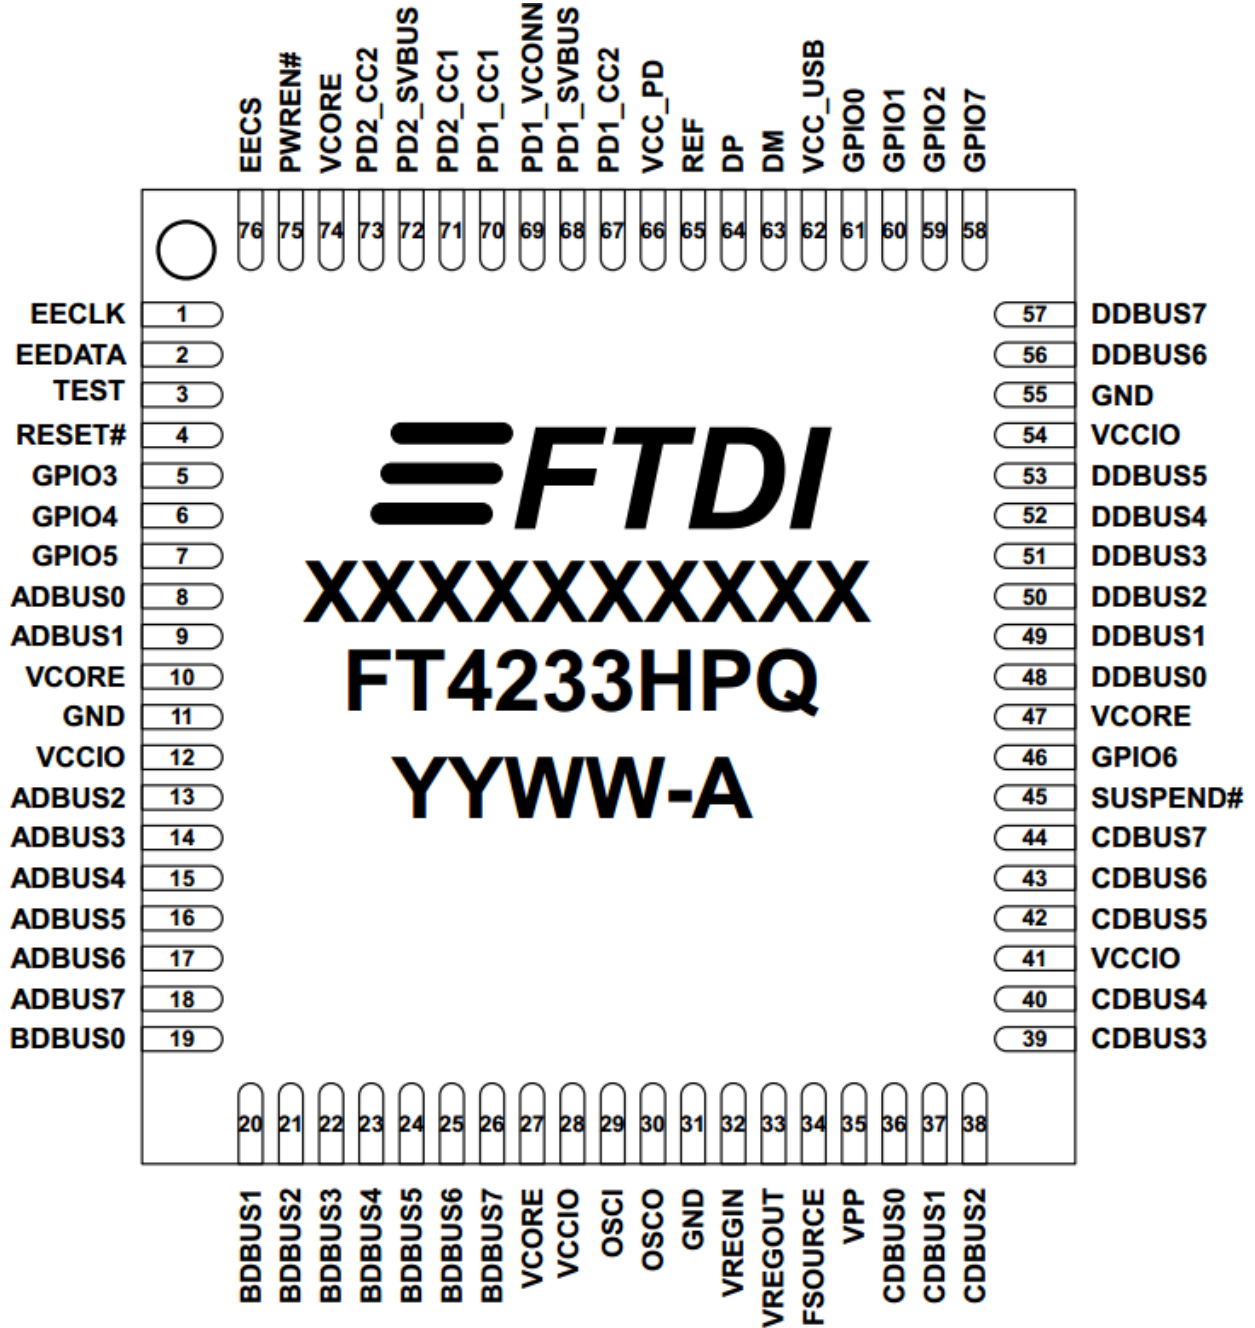 EECS PWREN# VCORE PD2_CC2 PD2_SVBUS PD2_CC1 PD1_CC1 PD1_VCONN PD1_SVBUS PD1_CC2 VCC_PD REF DP DM VCC_USB GPIO0 GPIO1 GPIO2 GPIO7
76 75 74 73 72 71 70 69 68 67 66 65 64 63 62 61 60 59 58
EECLK 1 57 DDBUS7
EEDATA 2 56 DDBUS6
TEST 3 55 GND
RESET# 4 54 VCCIO
GPIO3 5 53 DDBUS5
GPIO4 6 52 DDBUS4
GPIO5 7 51 DDBUS3
ADBUS0 8 50 DDBUS2
ADBUS1 9 49 DDBUS1
VCORE 10 48 DDBUS0
GND 11 47 VCORE
VCCIO 12 46 GPIO6
ADBUS2 13 45 SUSPEND#
ADBUS3 14 44 CDBUS7
ADBUS4 15 43 CDBUS6
ADBUS5 16 42 CDBUS5
ADBUS6 17 41 VCCIO
ADBUS7 18 40 CDBUS4
BDBUS0 19 39 CDBUS3
FTDI
XXXXXXXXXX
FT4233HPQ
YYWW-A
20 21 22 23 24 25 26 27 28 29 30 31 32 33 34 35 36 37 38
BDBUS1 BDBUS2 BDBUS3 BDBUS4 BDBUS5 BDBUS6 BDBUS7 VCORE VCCIO OSCI OSCO GND VREGIN VREGOUT FSOURCE VPP CDBUS0 CDBUS1 CDBUS2